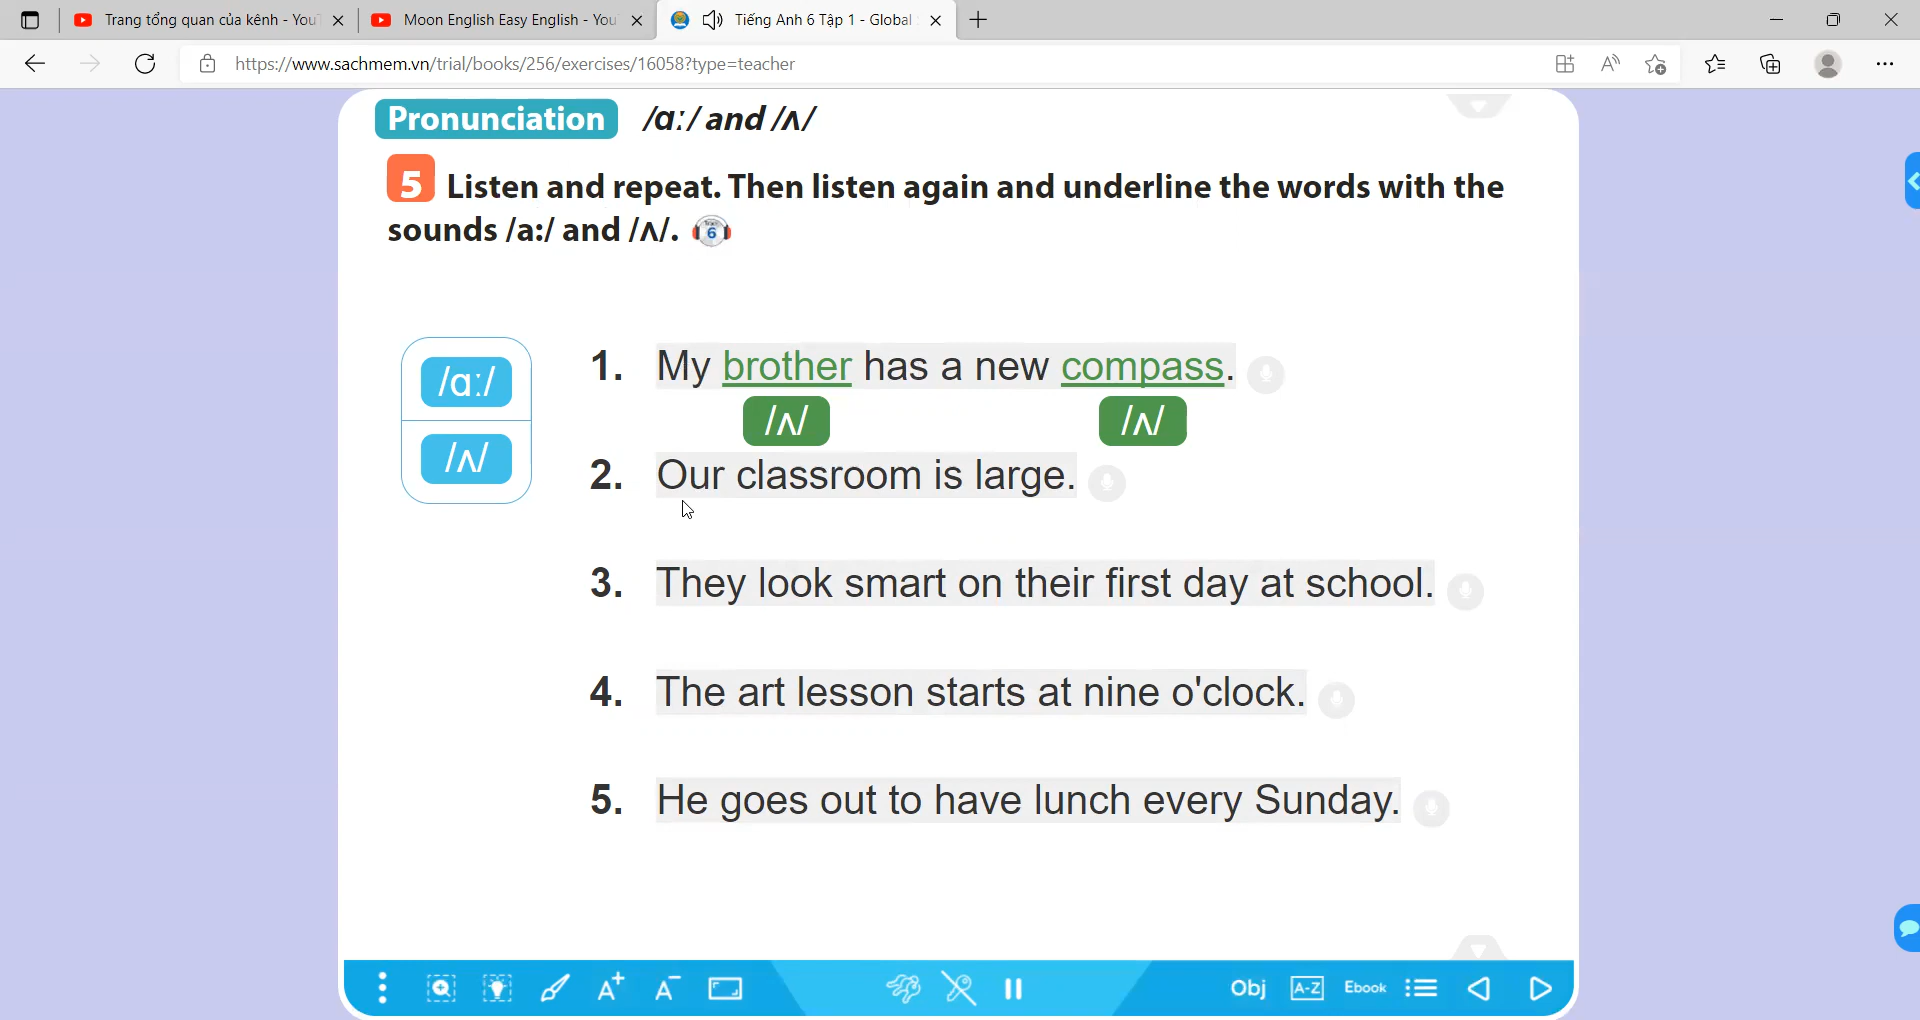 Trang tổng quan của kênh - You
Moon English Easy English - You
Tiếng Anh 6 Tập 1 - Global
https://www.sachmem.vn/trial/books/256/exercises/16058?type=teacher
Pronunciation /ɑː/ and /ʌ/
5 Listen and repeat. Then listen again and underline the words with the
sounds /a:/ and /ʌ/. 6
/ɑː/
/ʌ/
1. My brother has a new compass.
/ʌ/ /ʌ/
2. Our classroom is large.
3. They look smart on their first day at school.
4. The art lesson starts at nine o'clock.
5. He goes out to have lunch every Sunday.
A+ A- Obj A-Z Ebook